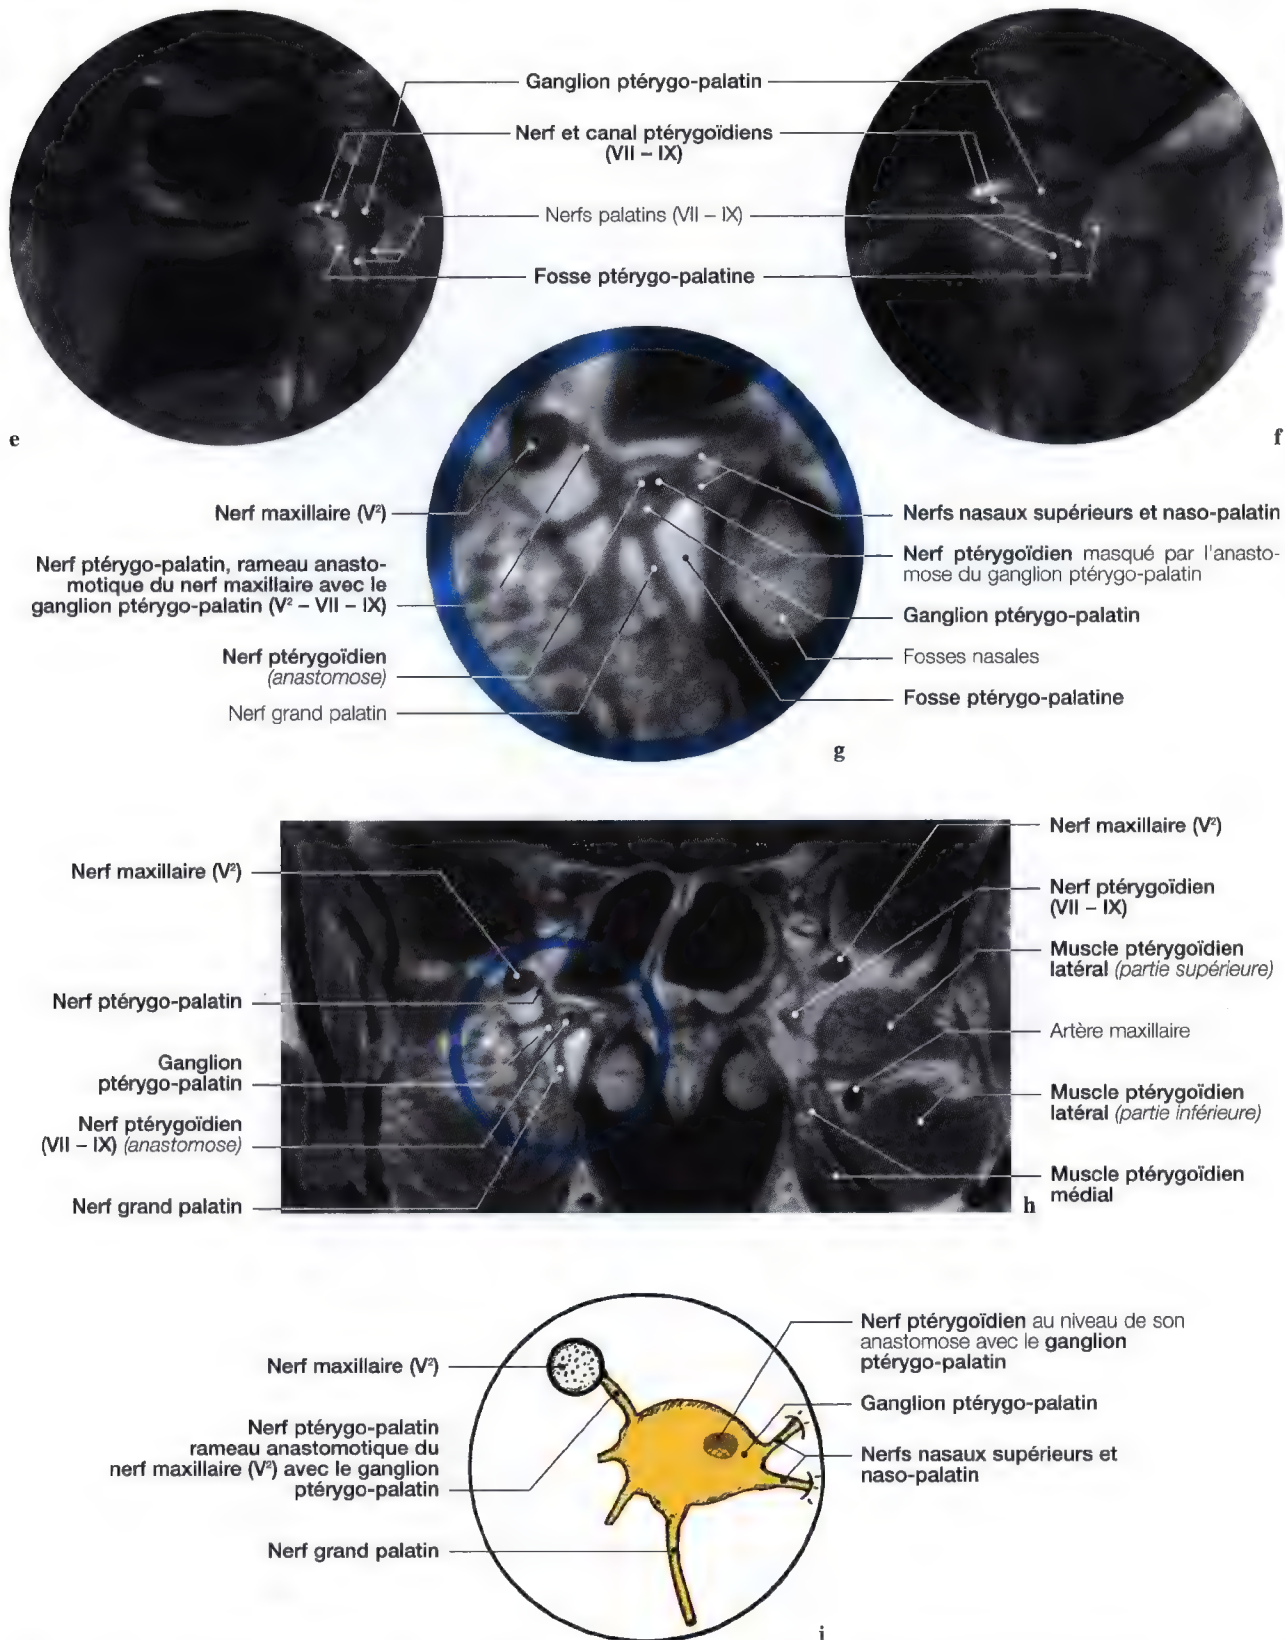 Ganglion ptérygo-palatin
Nerf et canal ptérygoïdiens
(VII – IX)
Nerfs palatins (VII – IX)
Fosse ptérygo-palatine
e
f
Nerf maxillaire (V²)
Nerf ptérygo-palatin, rameau anasto-
motique du nerf maxillaire avec le
ganglion ptérygo-palatin (V² – VII – IX)
Nerf ptérygoïdien
(anastomose)
Nerf grand palatin
Nerfs nasaux supérieurs et naso-palatin
Nerf ptérygoïdien masqué par l'anasto-
mose du ganglion ptérygo-palatin
Ganglion ptérygo-palatin
Fosses nasales
Fosse ptérygo-palatine
g
Nerf maxillaire (V²)
Nerf ptérygo-palatin
Ganglion
ptérygo-palatin
Nerf ptérygoïdien
(VII – IX) (anastomose)
Nerf grand palatin
Nerf maxillaire (V²)
Nerf ptérygoïdien
(VII – IX)
Muscle ptérygoïdien
latéral (partie supérieure)
Artère maxillaire
Muscle ptérygoïdien
latéral (partie inférieure)
Muscle ptérygoïdien
médial
h
Nerf maxillaire (V²)
Nerf ptérygo-palatin
rameau anastomotique du
nerf maxillaire (V²) avec le ganglion
ptérygo-palatin
Nerf grand palatin
Nerf ptérygoïdien au niveau de son
anastomose avec le ganglion
ptérygo-palatin
Ganglion ptérygo-palatin
Nerfs nasaux supérieurs et
naso-palatin
i